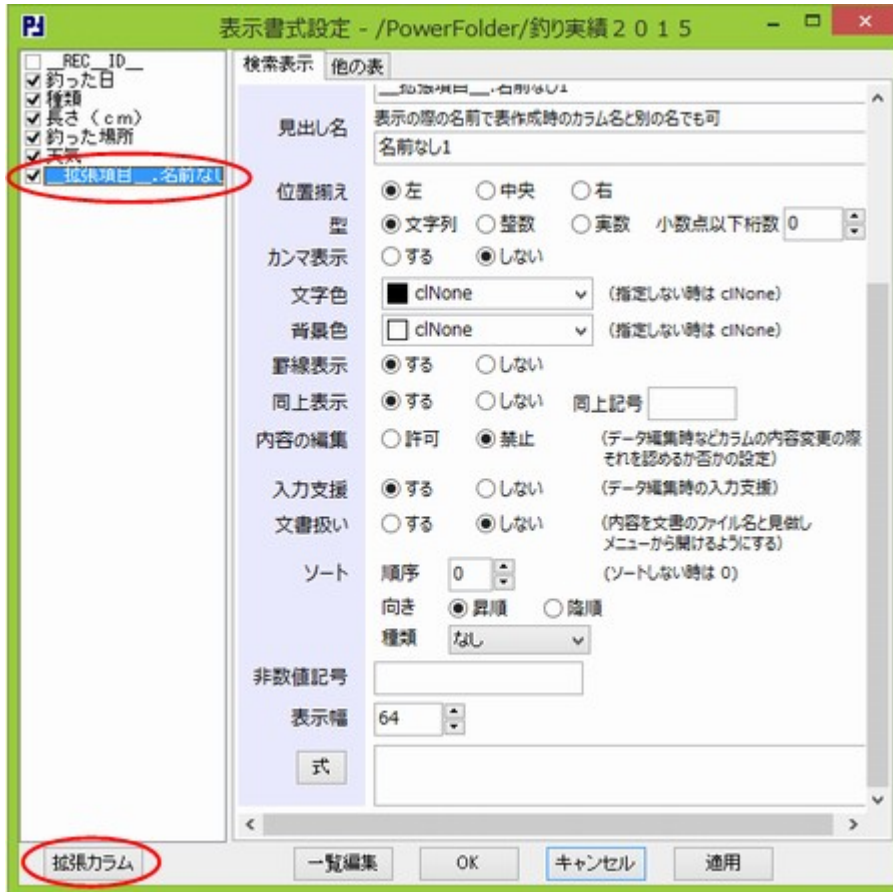 表示書式設定 - /PowerFolder/釣り実績2015
__REC__ID__
釣った日
種類
長さ(cm)
釣った場所
天気
__拡張項目__.名前なし
検索表示 他の表
__拡張項目__.名前なし1
見出し名 表示の際の名前で表作成時のカラム名と別の名でも可
名前なし1
位置揃え 左 中央 右
型 文字列 整数 実数 小数点以下桁数 0
カンマ表示 する しない
文字色 clNone (指定しない時は clNone)
背景色 clNone (指定しない時は clNone)
罫線表示 する しない
同上表示 する しない 同上記号
内容の編集 許可 禁止 (データ編集時などカラムの内容変更の際
それを認めるか否かの設定)
入力支援 する しない (データ編集時の入力支援)
文書扱い する しない (内容を文書のファイル名と見做し
メニューから開けるようにする)
ソート 順序 0 (ソートしない時は 0)
向き 昇順 降順
種類 なし
非数値記号
表示幅 64
式
拡張カラム 一覧編集 OK キャンセル 適用